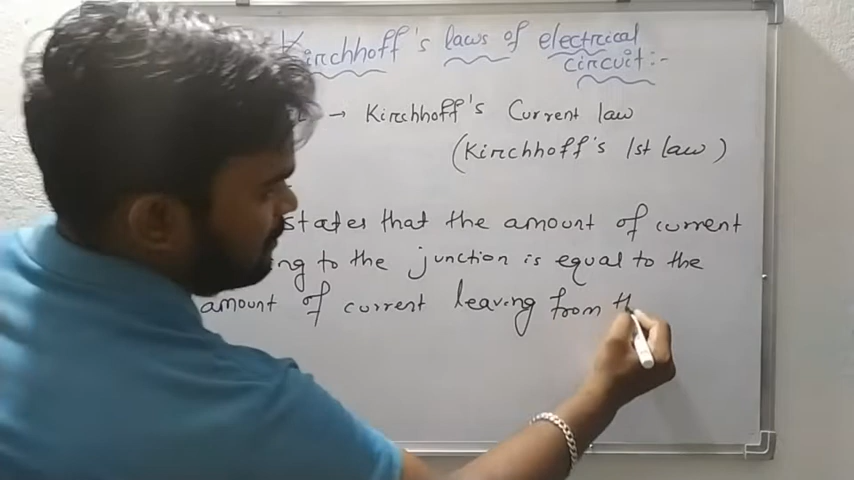 Kirchhoff's laws of electrical
circuit:-
→ Kirchhoff's Current law
(Kirchhoff's 1st law)
states that the amount of current
to the junction is equal to the
amount of current leaving from